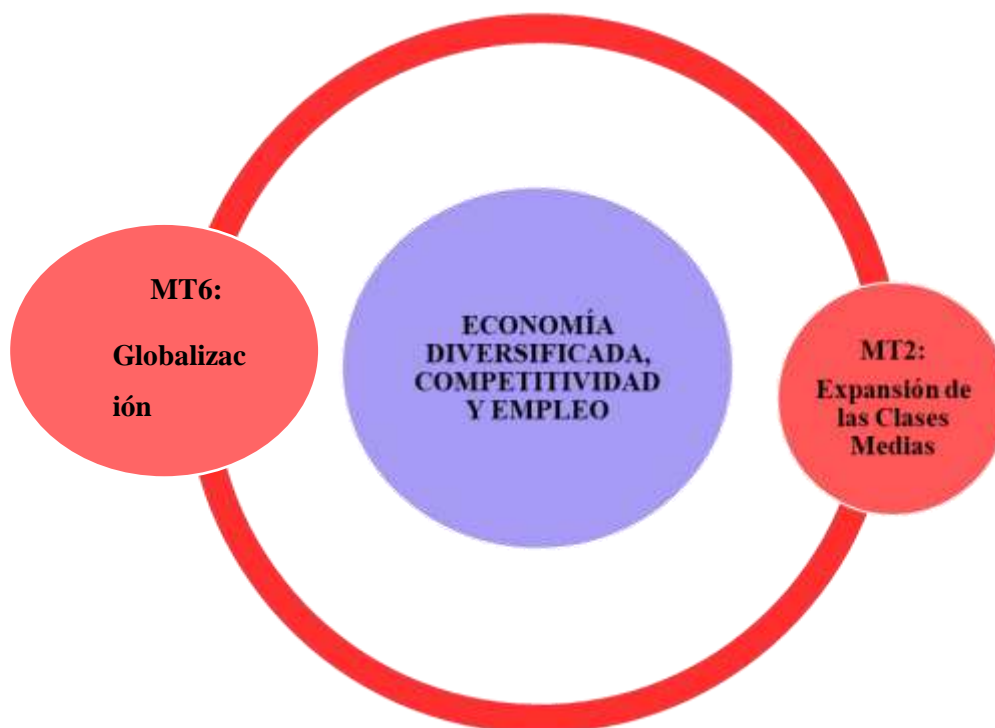 MT6:
Globalizac
ión
ECONOMÍA
DIVERSIFICADA,
COMPETITIVIDAD
Y EMPLEO
MT2:
Expansión de
las Clases
Medias